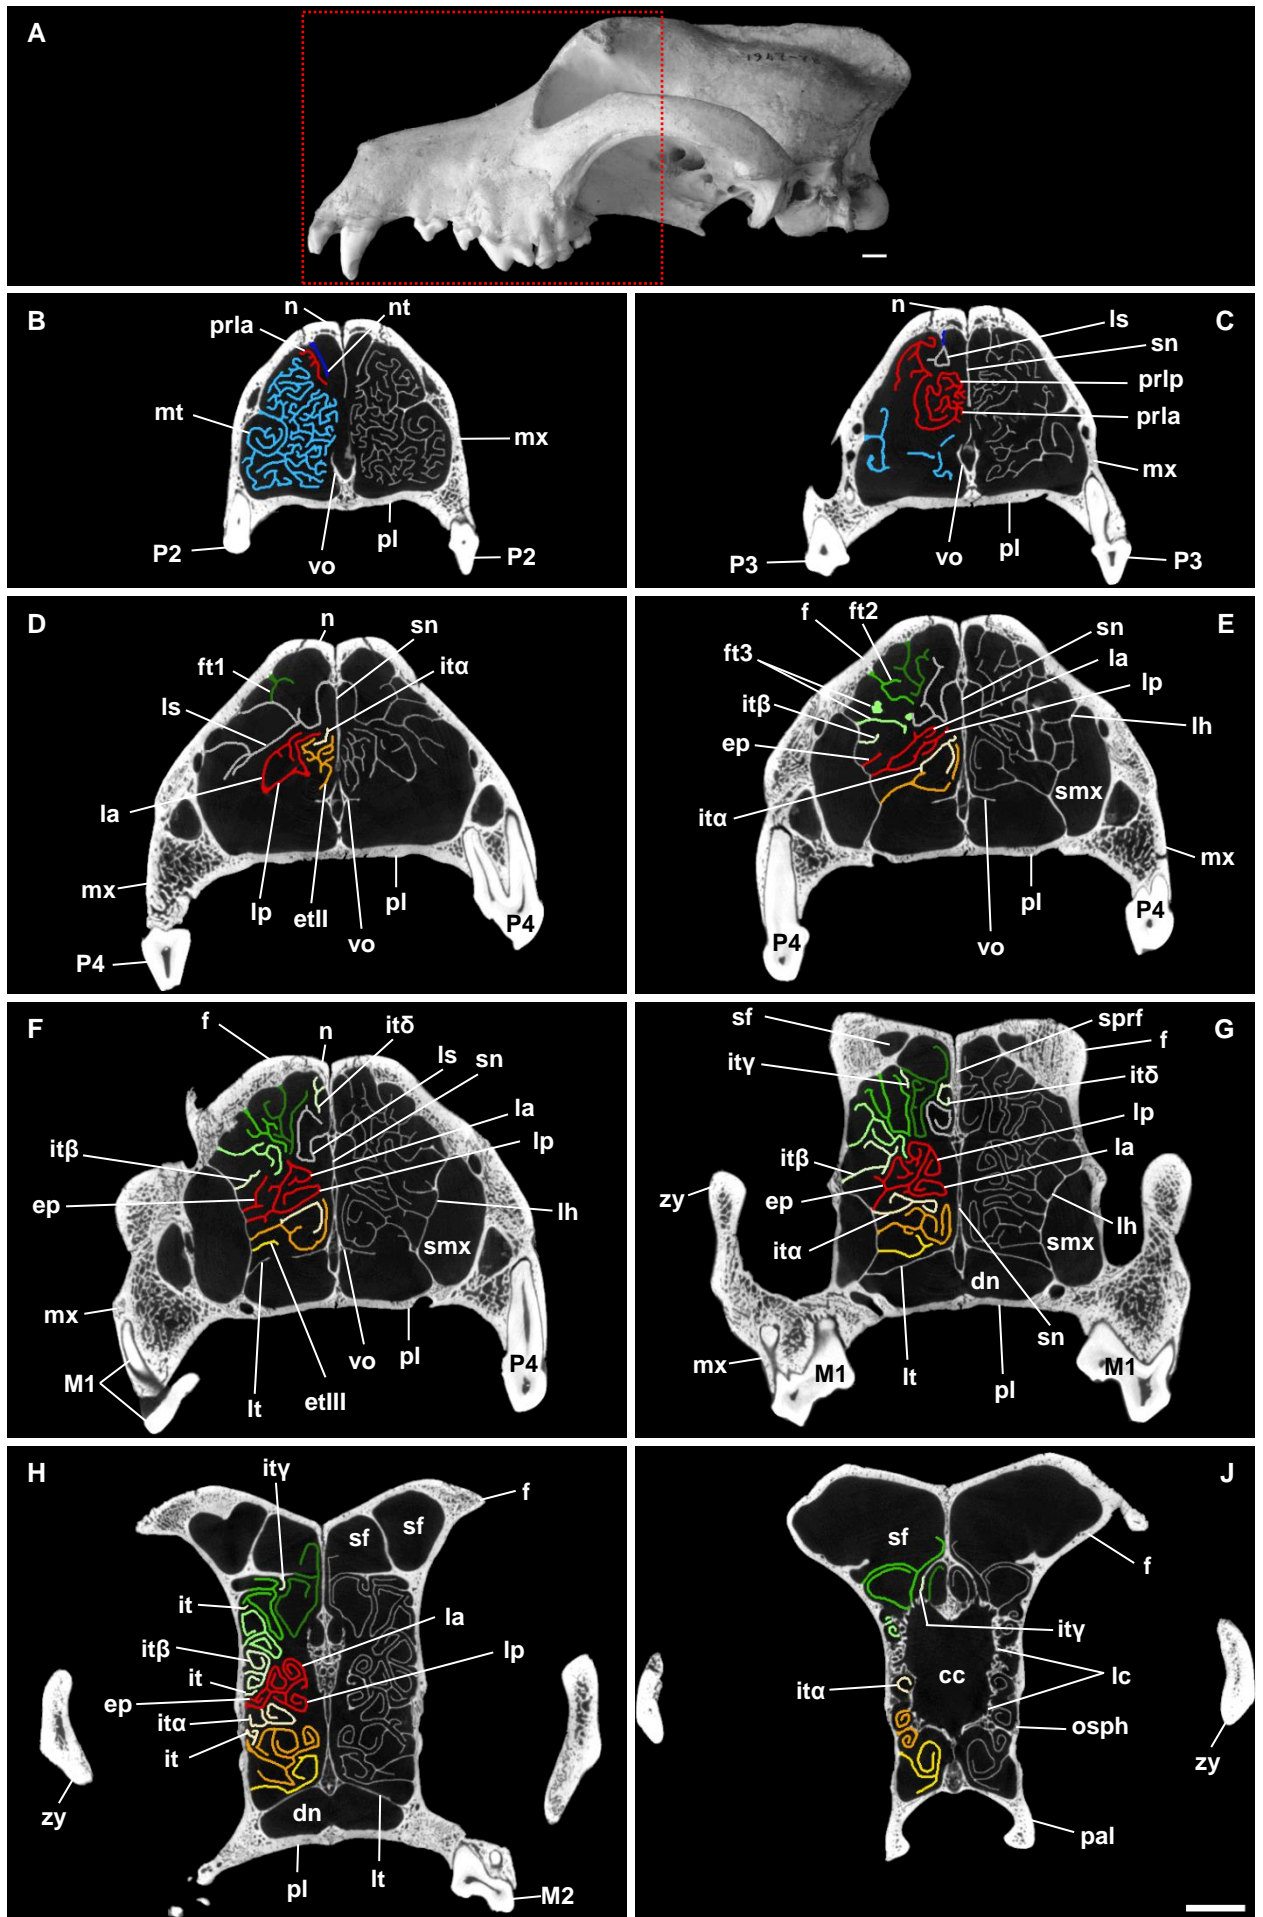 A
B
n
nt
prla
mt
mx
P2
vo
pl
P2
C
n
ls
sn
prlp
prla
mx
P3
vo
pl
P3
D
n
sn
ft1
itα
ls
la
mx
lp
etII
vo
pl
P4
P4
E
f
ft2
sn
ft3
la
lp
itβ
lh
ep
smx
itα
mx
pl
P4
P4
vo
F
f
n
itδ
ls
sn
la
lp
itβ
ep
lh
smx
mx
vo
pl
P4
M1
lt
etIII
G
sf
sprf
f
itγ
itδ
lp
la
itβ
zy
ep
lh
itα
smx
dn
sn
mx
M1
lt
pl
M1
H
itγ
f
sf
sf
it
la
itβ
lp
it
ep
itα
it
zy
dn
pl
lt
M2
J
sf
f
itγ
cc
lc
itα
osph
zy
pal